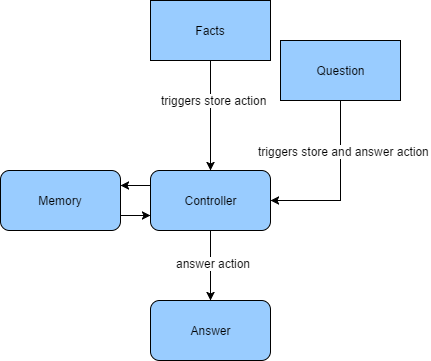 Facts
Question
triggers store action
triggers store and answer action
Memory
Controller
answer action
Answer